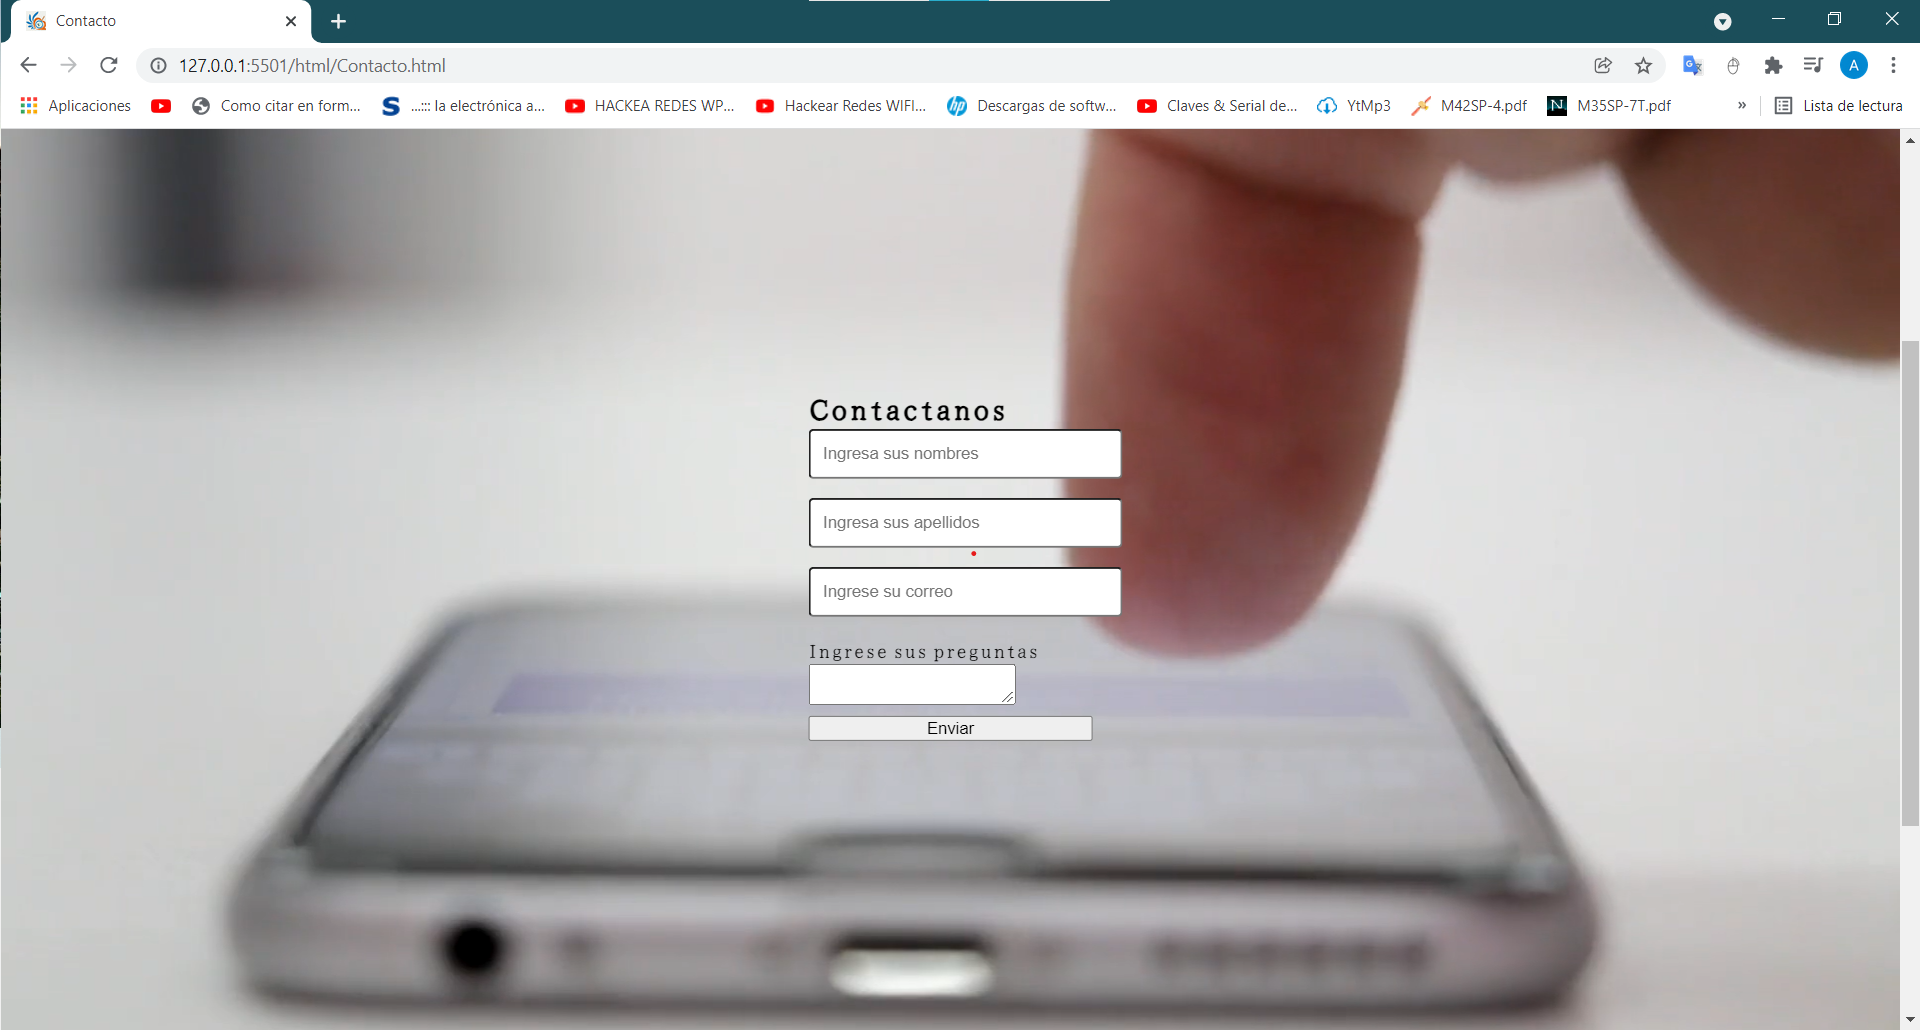 Contacto
127.0.0.1:5501/html/Contacto.html
A
Aplicaciones Como citar en form... S ...::: la electrónica a... HACKEA REDES WP... Hackear Redes WIFI... hp Descargas de softw... Claves & Serial de... YtMp3 M42SP-4.pdf N M35SP-7T.pdf » Lista de lectura
Contactanos
Ingresa sus nombres
Ingresa sus apellidos
Ingrese su correo
Ingrese sus preguntas
Enviar